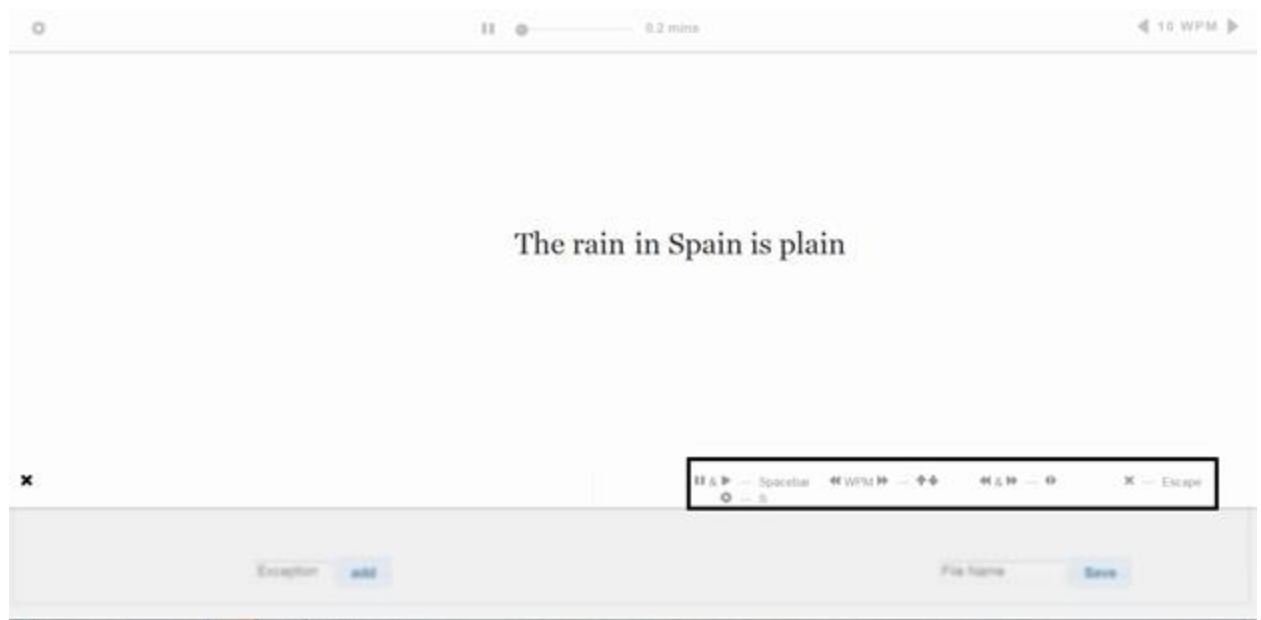 0.2 mins
10 WPM
The rain in Spain is plain
& -- Spacebar WPM -- & -- -- Escape
-- S
Exception add File Name Save